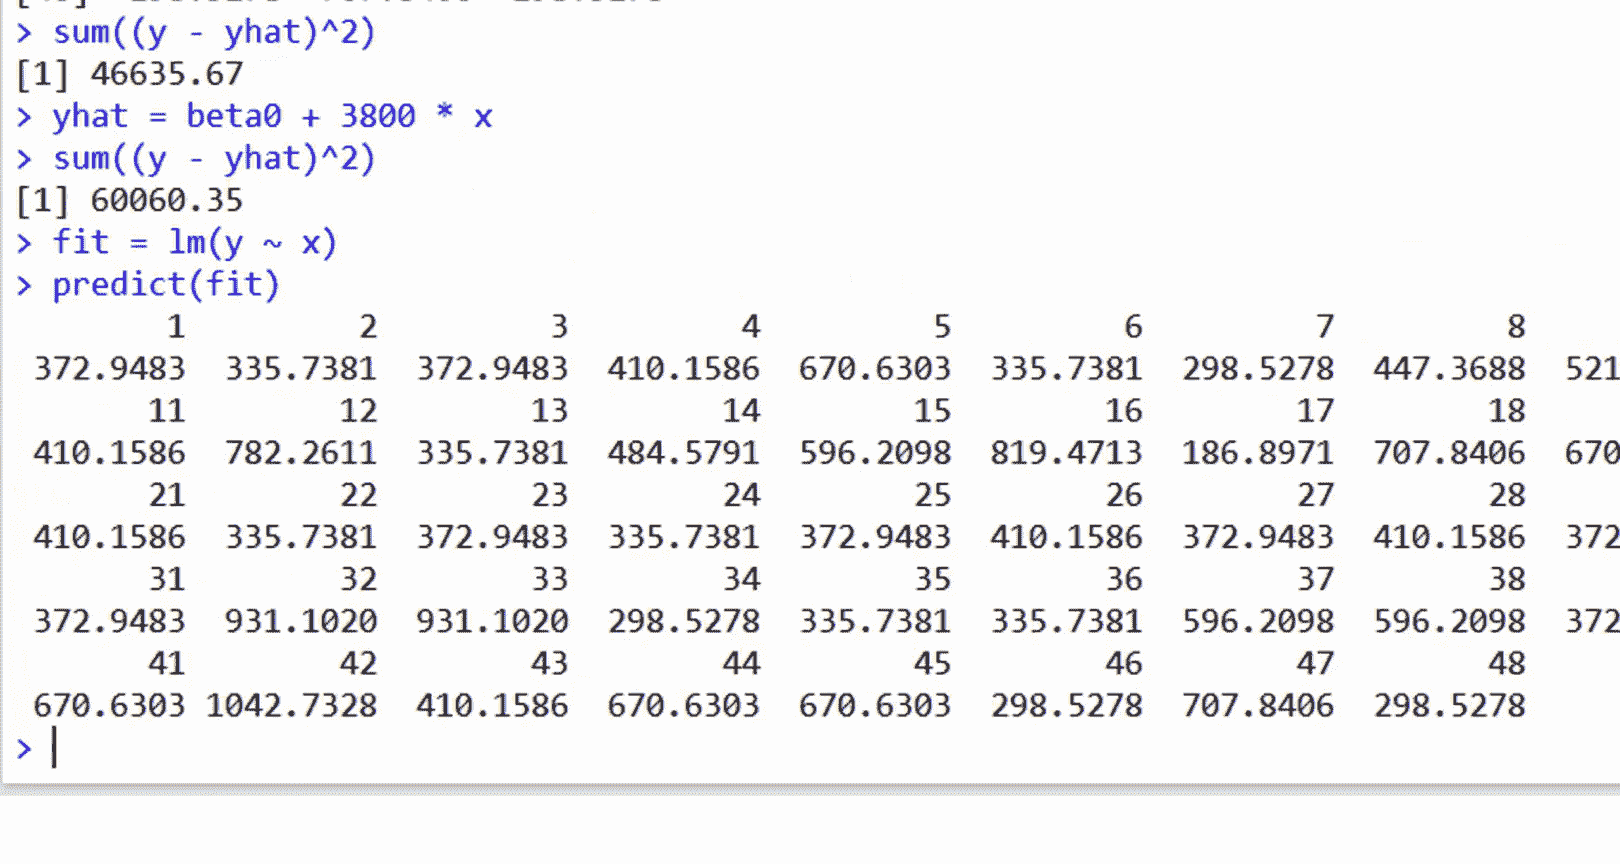 > sum((y - yhat)^2)
[1] 46635.67
> yhat = beta0 + 3800 * x
> sum((y - yhat)^2)
[1] 60060.35
> fit = lm(y ~ x)
> predict(fit)
1 2 3 4 5 6 7 8
372.9483 335.7381 372.9483 410.1586 670.6303 335.7381 298.5278 447.3688 521
11 12 13 14 15 16 17 18
410.1586 782.2611 335.7381 484.5791 596.2098 819.4713 186.8971 707.8406 670
21 22 23 24 25 26 27 28
410.1586 335.7381 372.9483 335.7381 372.9483 410.1586 372.9483 410.1586 372
31 32 33 34 35 36 37 38
372.9483 931.1020 931.1020 298.5278 335.7381 335.7381 596.2098 596.2098 372
41 42 43 44 45 46 47 48
670.6303 1042.7328 410.1586 670.6303 670.6303 298.5278 707.8406 298.5278
>